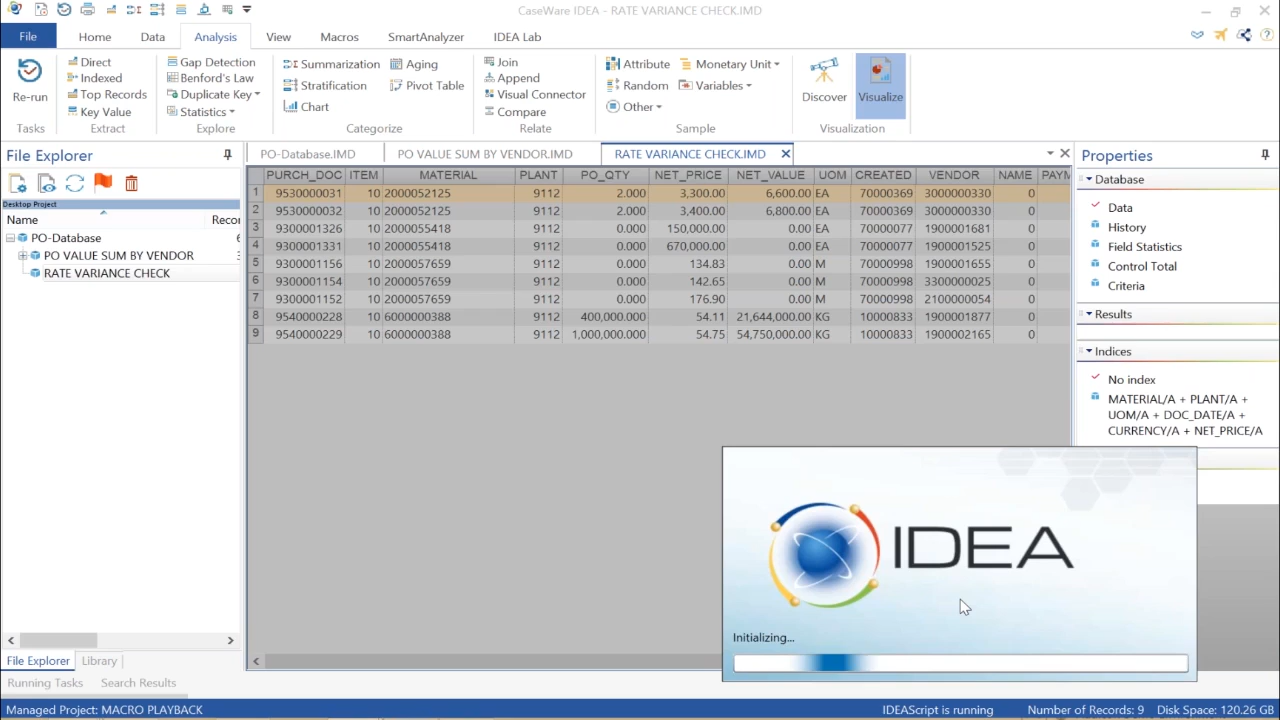 CaseWare IDEA - RATE VARIANCE CHECK.IMD
File Home Data Analysis View Macros SmartAnalyzer IDEA Lab
Re-run
Tasks
Direct
Indexed
Top Records
Key Value
Extract
Gap Detection
Benford's Law
Duplicate Key
Statistics
Explore
Summarization
Stratification
Chart
Aging
Pivot Table
Categorize
Join
Append
Visual Connector
Compare
Relate
Attribute
Random
Other
Monetary Unit
Variables
Sample
Discover
Visualize
Visualization
File Explorer
Desktop Project
Name Recor
PO-Database 6
PO VALUE SUM BY VENDOR 3
RATE VARIANCE CHECK
File Explorer Library
Running Tasks Search Results
PO-Database.IMD PO VALUE SUM BY VENDOR.IMD RATE VARIANCE CHECK.IMD
PURCH_DOC ITEM MATERIAL PLANT PO_QTY NET_PRICE NET_VALUE UOM CREATED VENDOR NAME PAYM
1 9530000031 10 2000052125 9112 2.000 3,300.00 6,600.00 EA 70000369 3000000330 0
2 9530000032 10 2000052125 9112 2.000 3,400.00 6,800.00 EA 70000369 3000000330 0
3 9300001326 10 2000055418 9112 0.000 150,000.00 0.00 EA 70000077 1900001681 0
4 9300001331 10 2000055418 9112 0.000 670,000.00 0.00 EA 70000077 1900001525 0
5 9300001156 10 2000057659 9112 0.000 134.83 0.00 M 70000998 1900001655 0
6 9300001154 10 2000057659 9112 0.000 142.65 0.00 M 70000998 3300000025 0
7 9300001152 10 2000057659 9112 0.000 176.90 0.00 M 70000998 2100000054 0
8 9540000228 10 6000000388 9112 400,000.000 54.11 21,644,000.00 KG 10000833 1900001877 0
9 9540000229 10 6000000388 9112 1,000,000.000 54.75 54,750,000.00 KG 10000833 1900002165 0
Properties
Database
Data
History
Field Statistics
Control Total
Criteria
Results
Indices
No index
MATERIAL/A + PLANT/A +
UOM/A + DOC_DATE/A +
CURRENCY/A + NET_PRICE/A
IDEA
Initializing...
Managed Project: MACRO PLAYBACK IDEAScript is running Number of Records: 9 Disk Space: 120.26 GB